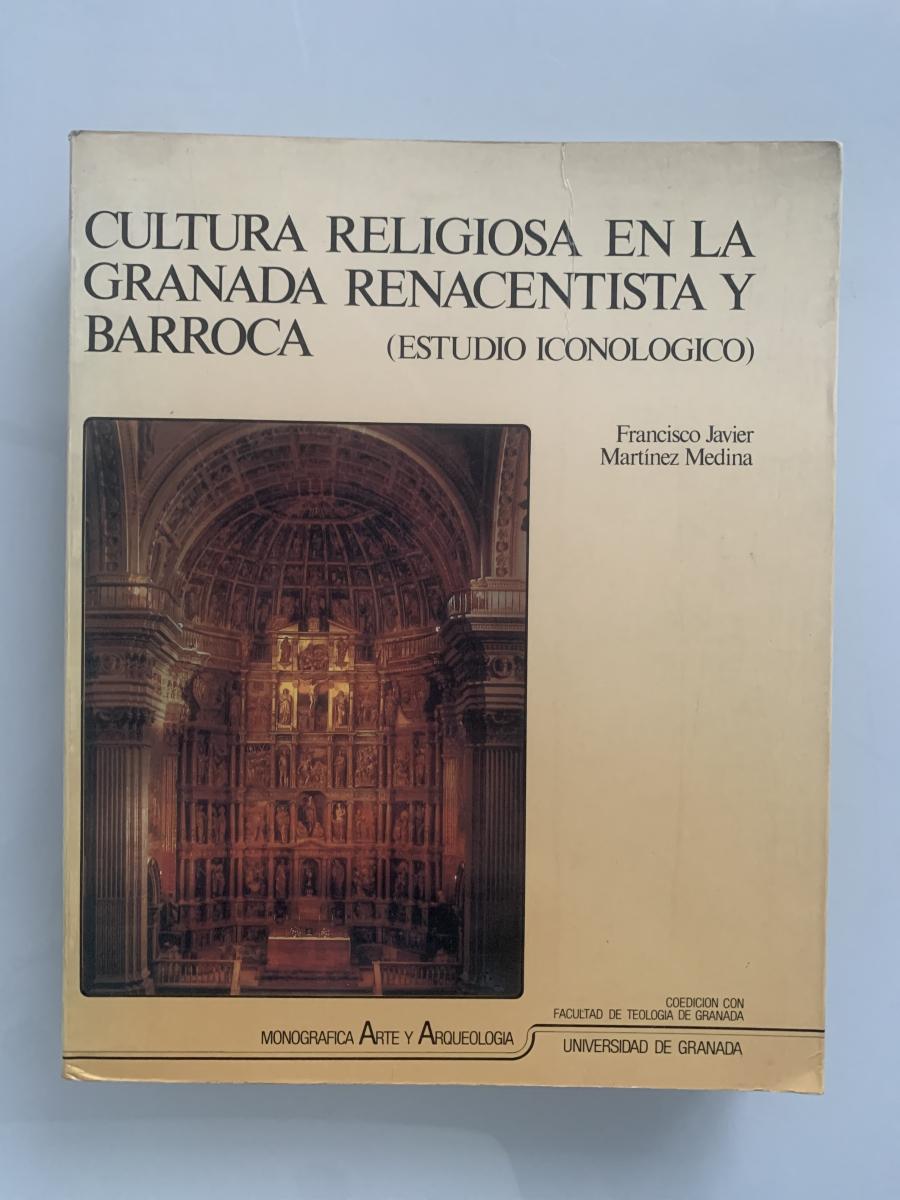 CULTURA RELIGIOSA EN LA
GRANADA RENACENTISTA Y
BARROCA (ESTUDIO ICONOLOGICO)
Francisco Javier
Martínez Medina
COEDICION CON
FACULTAD DE TEOLOGIA DE GRANADA
MONOGRAFICA ARTE Y ARQUEOLOGIA
UNIVERSIDAD DE GRANADA